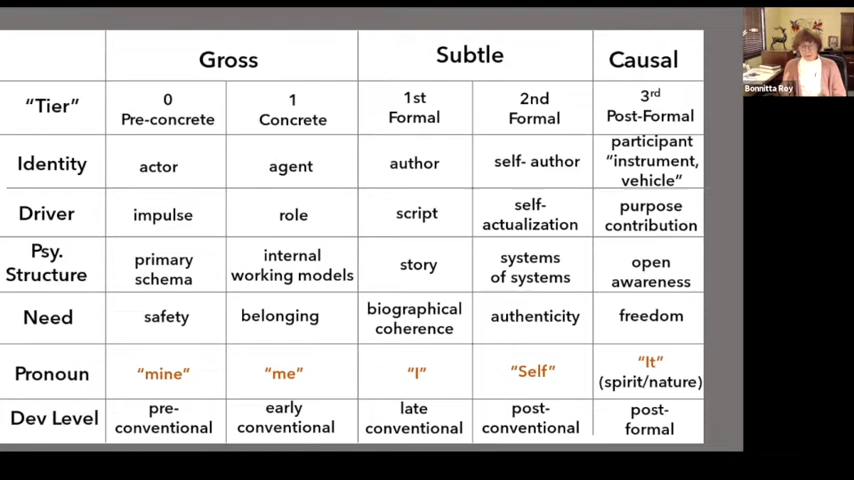 Gross Subtle Causal
"Tier" 0 1 1st 2nd 3rd
Pre-concrete Concrete Formal Formal Post-Formal
Identity actor agent author self- author participant
"instrument,
vehicle"
Driver impulse role script self-
actualization purpose
contribution
Psy.
Structure primary
schema internal
working models story systems
of systems open
awareness
Need safety belonging biographical
coherence authenticity freedom
Pronoun "mine" "me" "I" "Self" "It"
(spirit/nature)
Dev Level pre-
conventional early
conventional late
conventional post-
conventional post-
formal
Bonnitta Roy